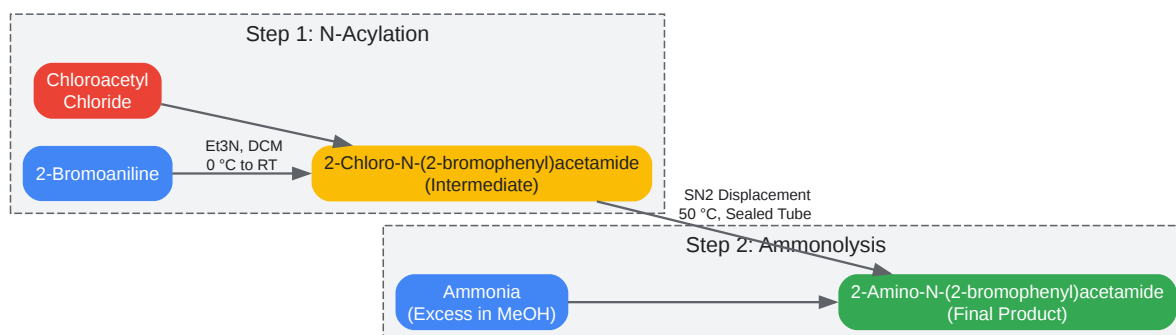 Step 1: N-Acylation
Chloroacetyl
Chloride
2-Bromoaniline
Et3N, DCM
0 °C to RT
2-Chloro-N-(2-bromophenyl)acetamide
(Intermediate)
SN2 Displacement
50 °C, Sealed Tube
Step 2: Ammonolysis
Ammonia
(Excess in MeOH)
2-Amino-N-(2-bromophenyl)acetamide
(Final Product)